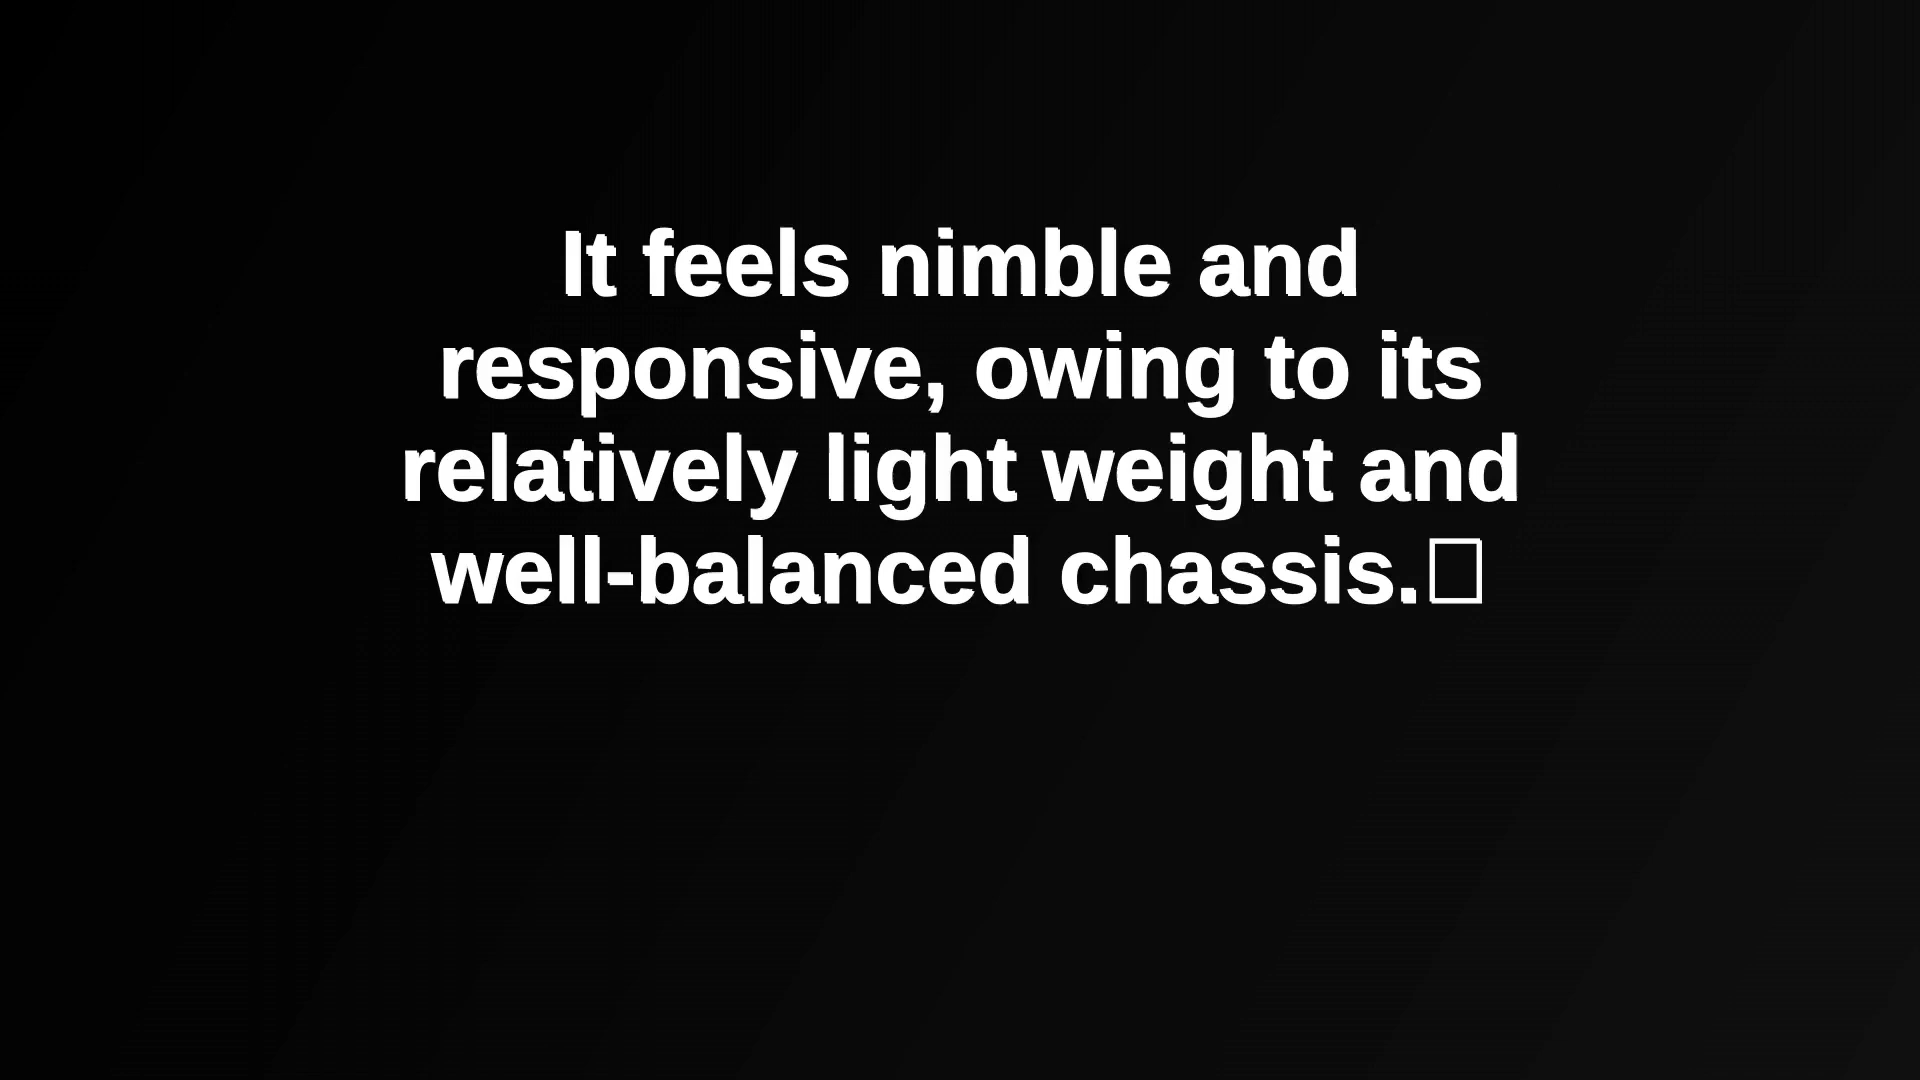 It feels nimble and
responsive, owing to its
relatively light weight and
well-balanced chassis.